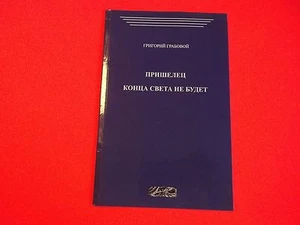 ГРИГОРИЙ ГРАБОВОЙ
ПРИШЕЛЕЦ
КОНЦА СВЕТА НЕ БУДЕТ